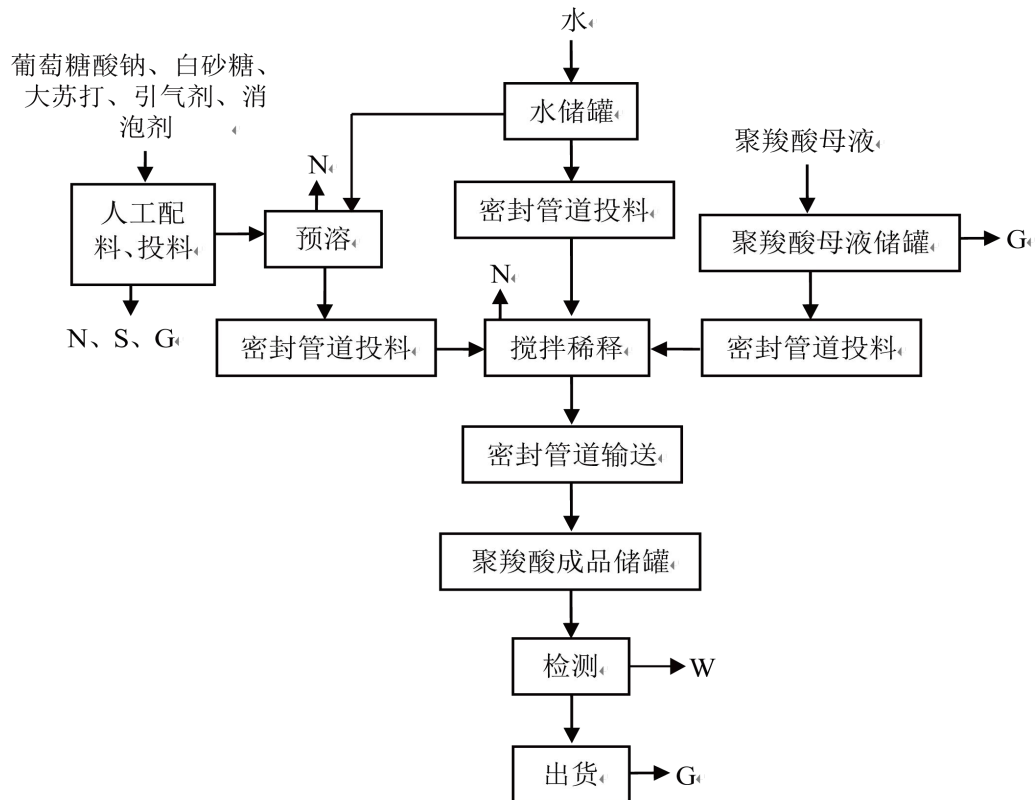 水
葡萄糖酸钠、白砂糖、
大苏打、引气剂、消
泡剂
水储罐
聚羧酸母液
N
人工配
料、投料
预溶
密封管道投料
聚羧酸母液储罐
G
N
N、S、G
密封管道投料
搅拌稀释
密封管道投料
密封管道输送
聚羧酸成品储罐
检测
W
出货
G